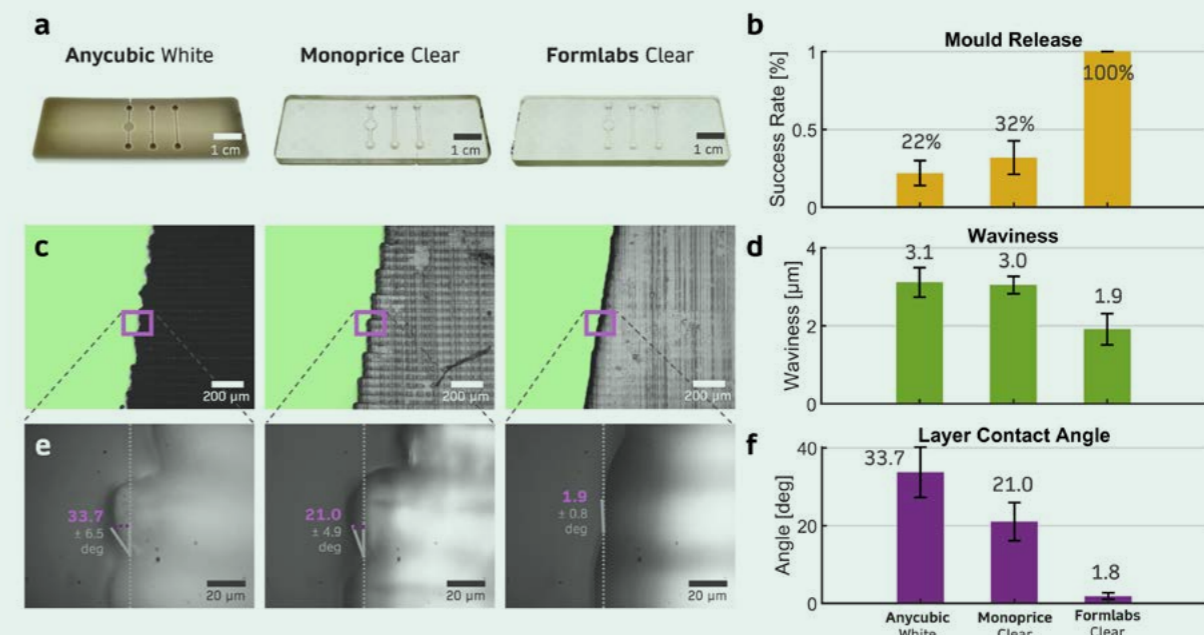 a
Anycubic White
Monoprice Clear
Formlabs Clear
1 cm
1 cm
1 cm
b
Mould Release
Success Rate [%]
1
0.5
0
22%
32%
100%
c
200 µm
200 µm
200 µm
d
Waviness
Waviness [µm]
4
2
0
3.1
3.0
1.9
e
33.7
± 6.5
deg
20 µm
21.0
± 4.9
deg
20 µm
1.9
± 0.8
deg
20 µm
f
Layer Contact Angle
Angle [deg]
40
20
0
33.7
21.0
1.8
Anycubic
White
Monoprice
Clear
Formlabs
Clear